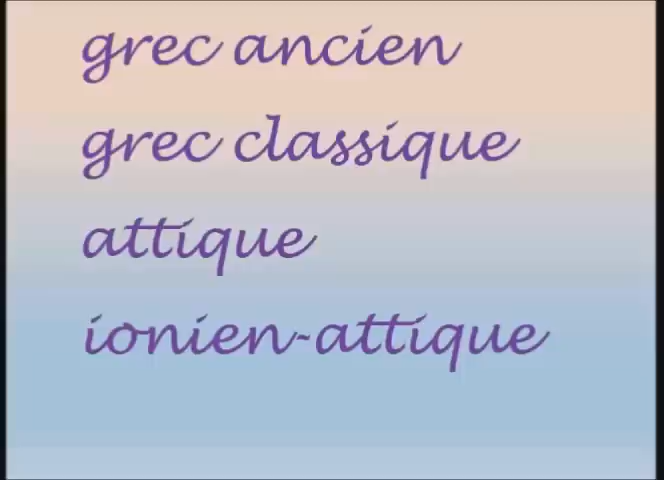 grec ancien
grec classique
attique
ionien-attique